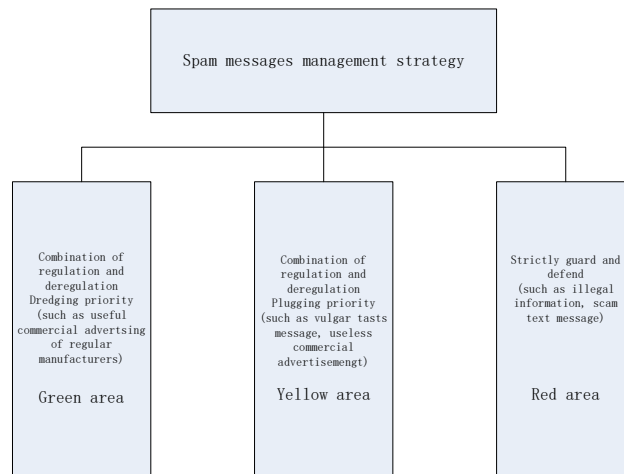 Spam messages management strategy
Combination of
regulation and
deregulation
Dredging priority
(such as useful
commercial advertsing
of regular
manufacturers)
Green area
Combination of
regulation and
deregulation
Plugging priority
(such as vulgar tasts
message, useless
commercial
advertisemengt)
Yellow area
Strictly guard and
defend
(such as illegal
information, scam
text message)
Red area